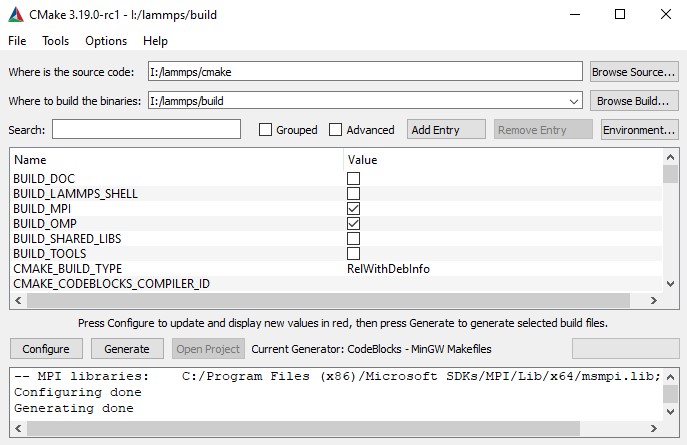 CMake 3.19.0-rc1 - I:/lammps/build
File Tools Options Help
Where is the source code: I:/lammps/cmake Browse Source...
Where to build the binaries: I:/lammps/build Browse Build...
Search: Grouped Advanced Add Entry Remove Entry Environment...
Name Value
BUILD_DOC
BUILD_LAMMPS_SHELL
BUILD_MPI
BUILD_OMP
BUILD_SHARED_LIBS
BUILD_TOOLS
CMAKE_BUILD_TYPE RelWithDebInfo
CMAKE_CODEBLOCKS_COMPILER_ID
Press Configure to update and display new values in red, then press Generate to generate selected build files.
Configure Generate Open Project Current Generator: CodeBlocks - MinGW Makefiles
-- MPI libraries: C:/Program Files (x86)/Microsoft SDKs/MPI/Lib/x64/msmpi.lib;
Configuring done
Generating done